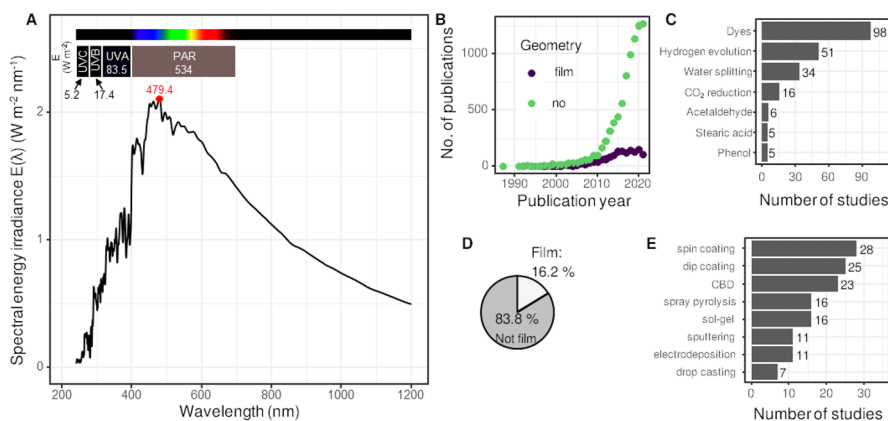 A
E
(W m⁻²)
UVC
UVB
UVA
83.5
PAR
534
5.2
17.4
479.4
Spectral energy irradiance E(λ) (W m⁻² nm⁻¹)
2
1
0
200
400
600
800
1000
1200
Wavelength (nm)
B
No. of publications
1000
500
0
Geometry
film
no
1990
2000
2010
2020
Publication year
C
Dyes
98
Hydrogen evolution
51
Water splitting
34
CO₂ reduction
16
Acetaldehyde
6
Stearic acid
5
Phenol
5
0
30
60
90
Number of studies
D
Film:
16.2 %
83.8 %
Not film
E
spin coating
28
dip coating
25
CBD
23
spray pyrolysis
16
sol-gel
16
sputtering
11
electrodeposition
11
drop casting
7
0
10
20
30
Number of studies